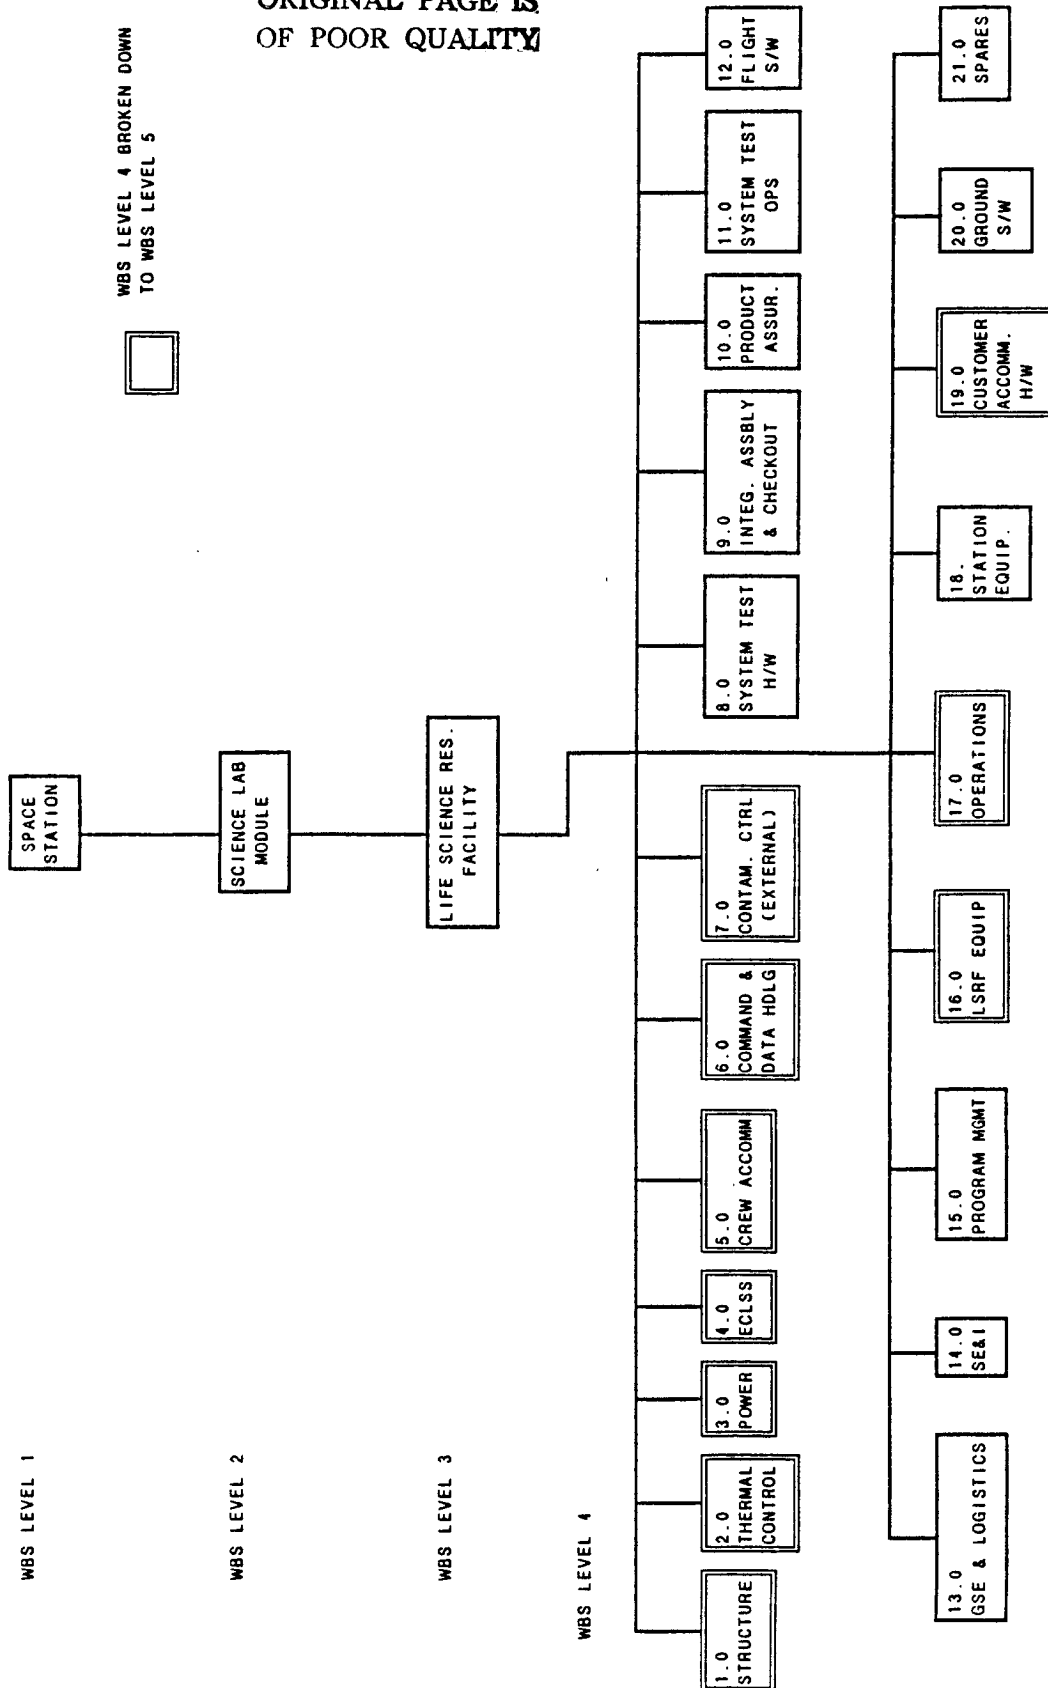 ORIGINAL PAGE IS
OF POOR QUALITY
WBS LEVEL 4 BROKEN DOWN
TO WBS LEVEL 5
WBS LEVEL 1
SPACE
STATION
WBS LEVEL 2
SCIENCE LAB
MODULE
WBS LEVEL 3
LIFE SCIENCE RES.
FACILITY
WBS LEVEL 4
1.0
STRUCTURE
2.0
THERMAL
CONTROL
3.0
POWER
4.0
ECLSS
5.0
CREW ACCOMM
6.0
COMMAND &
DATA HDLG
7.0
CONTAM. CTRL
(EXTERNAL)
8.0
SYSTEM TEST
H/W
9.0
INTEG. ASSBLY
& CHECKOUT
10.0
PRODUCT
ASSUR.
11.0
SYSTEM TEST
OPS
12.0
FLIGHT
S/W
13.0
GSE & LOGISTICS
14.0
SE&I
15.0
PROGRAM MGMT
16.0
LSRF EQUIP
17.0
OPERATIONS
18.
STATION
EQUIP.
19.0
CUSTOMER
ACCOMM.
H/W
20.0
GROUND
S/W
21.0
SPARES